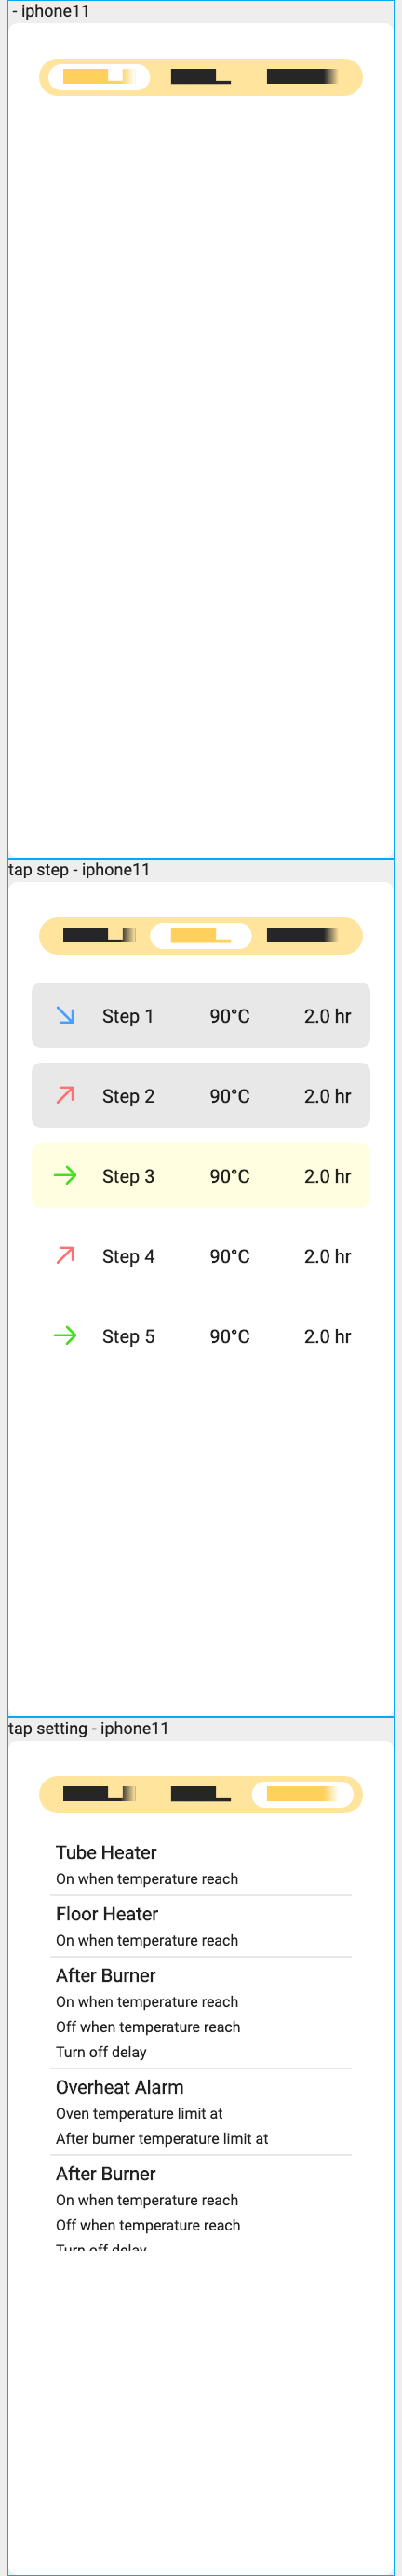 - iphone11
tap step - iphone11
Step 1 90°C 2.0 hr
Step 2 90°C 2.0 hr
Step 3 90°C 2.0 hr
Step 4 90°C 2.0 hr
Step 5 90°C 2.0 hr
tap setting - iphone11
Tube Heater
On when temperature reach
Floor Heater
On when temperature reach
After Burner
On when temperature reach
Off when temperature reach
Turn off delay
Overheat Alarm
Oven temperature limit at
After burner temperature limit at
After Burner
On when temperature reach
Off when temperature reach
Turn off delay